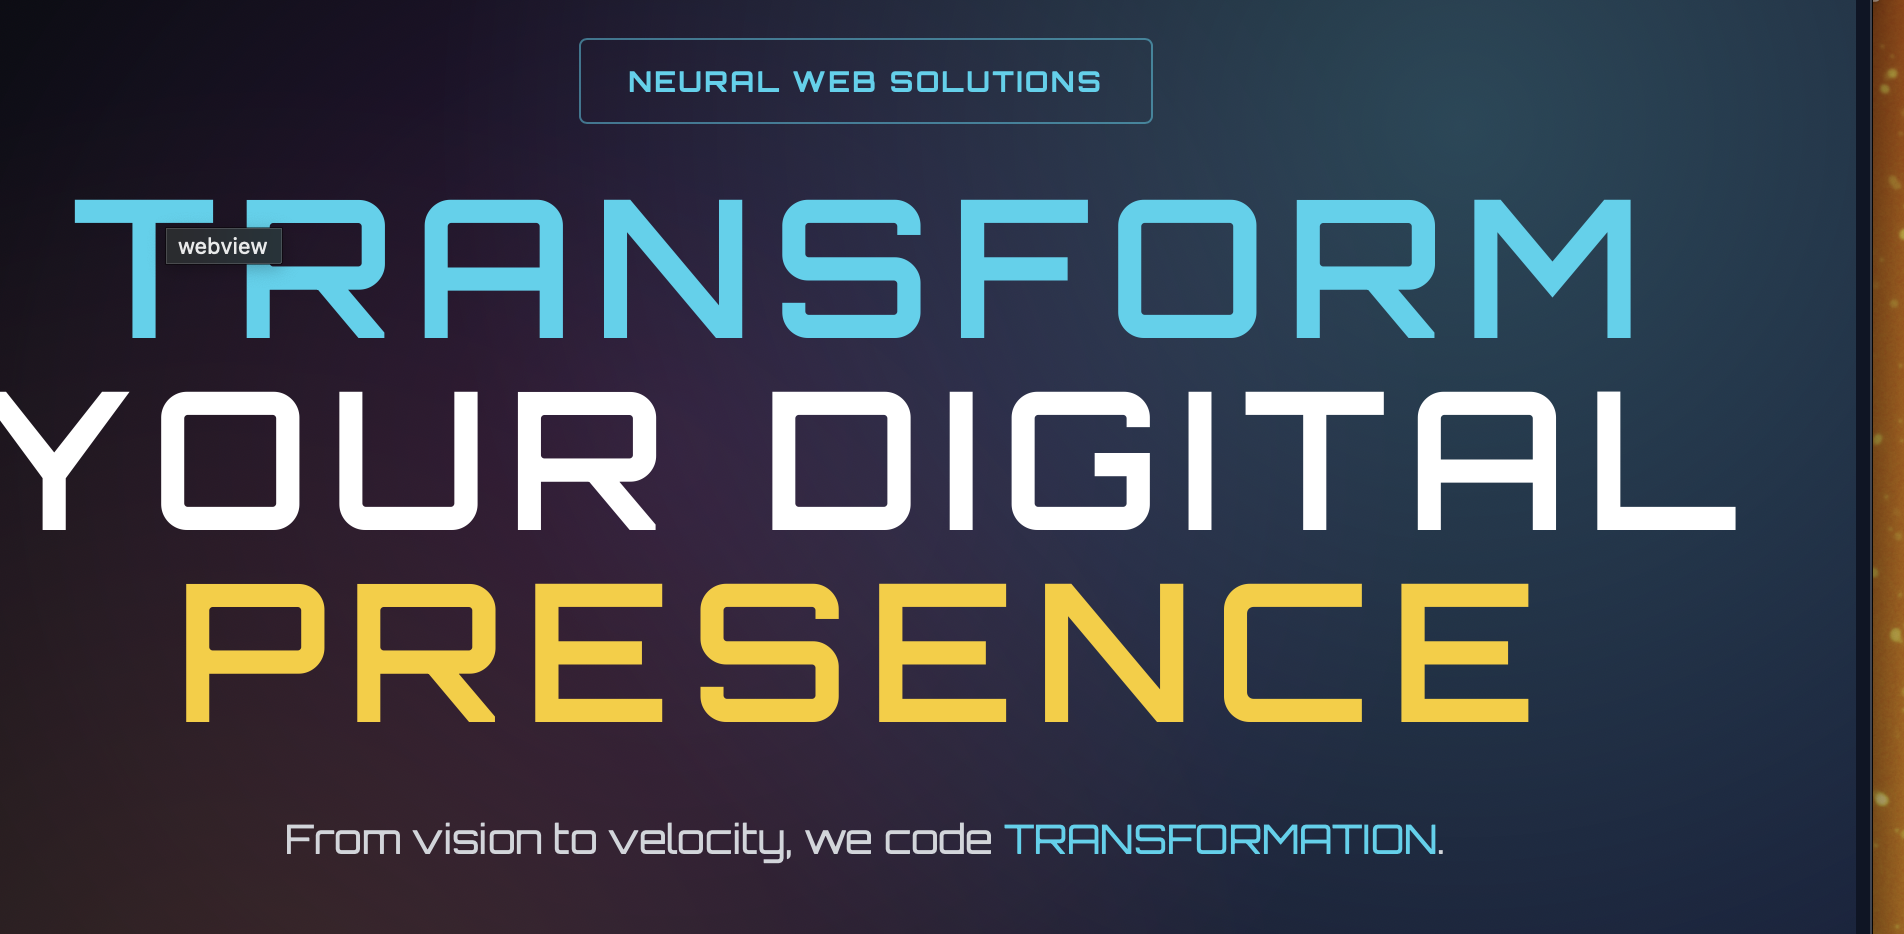 NEURAL WEB SOLUTIONS
TRANSFORM
webview
YOUR DIGITAL
PRESENCE
From vision to velocity, we code TRANSFORMATION.